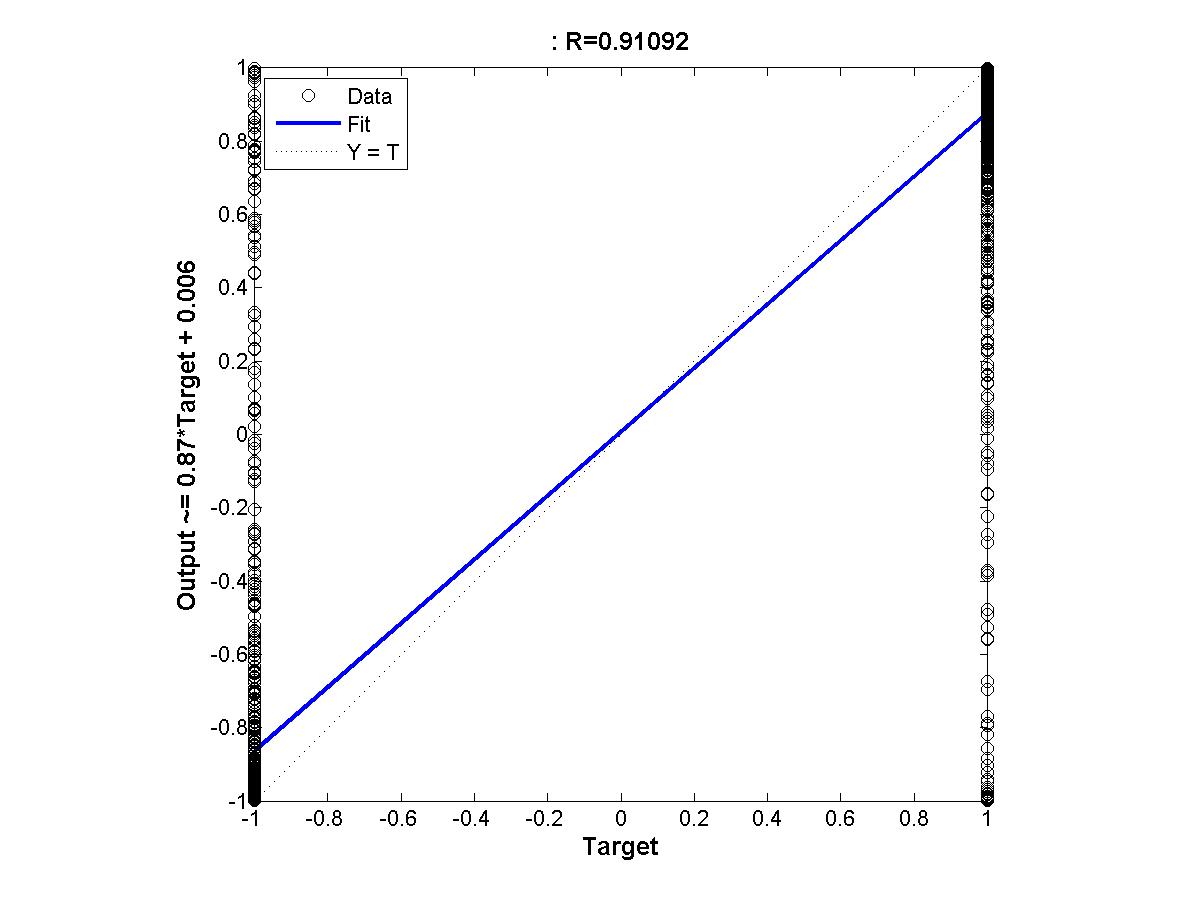 : R=0.91092
Data
Fit
Y = T
Output ~= 0.87*Target + 0.006
1
0.8
0.6
0.4
0.2
0
-0.2
-0.4
-0.6
-0.8
-1
-1 -0.8 -0.6 -0.4 -0.2 0 0.2 0.4 0.6 0.8 1
Target